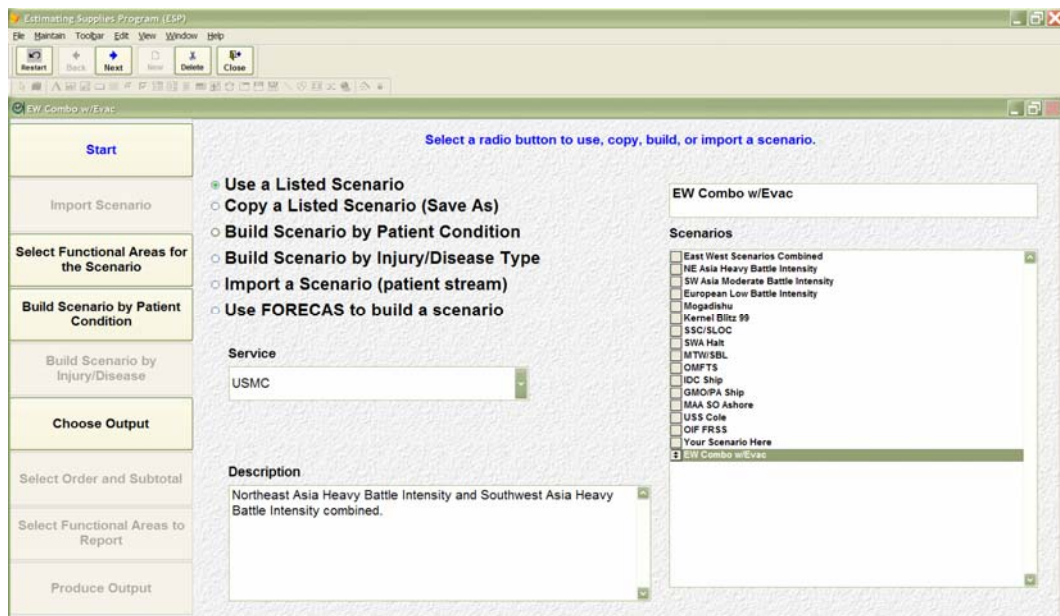 Estimating Supplies Program (ESP)
File Maintain Toolbar Edit View Window Help
Restart Back Next New Delete Close
EW Combo w/Evac
Start
Import Scenario
Select Functional Areas for
the Scenario
Build Scenario by Patient
Condition
Build Scenario by
Injury/Disease
Choose Output
Select Order and Subtotal
Select Functional Areas to
Report
Produce Output
Select a radio button to use, copy, build, or import a scenario.
Use a Listed Scenario
Copy a Listed Scenario (Save As)
Build Scenario by Patient Condition
Build Scenario by Injury/Disease Type
Import a Scenario (patient stream)
Use FORECAS to build a scenario
Service
USMC
Description
Northeast Asia Heavy Battle Intensity and Southwest Asia Heavy
Battle Intensity combined.
EW Combo w/Evac
Scenarios
East West Scenarios Combined
NE Asia Heavy Battle Intensity
SW Asia Moderate Battle Intensity
European Low Battle Intensity
Mogadishu
Kernel Blitz 99
SSC/SLOC
SWA Halt
MTW/SBL
OMFTS
IDC Ship
GMO/PA Ship
MAA SO Ashore
USS Cole
OIF FRSS
Your Scenario Here
EW Combo w/Evac